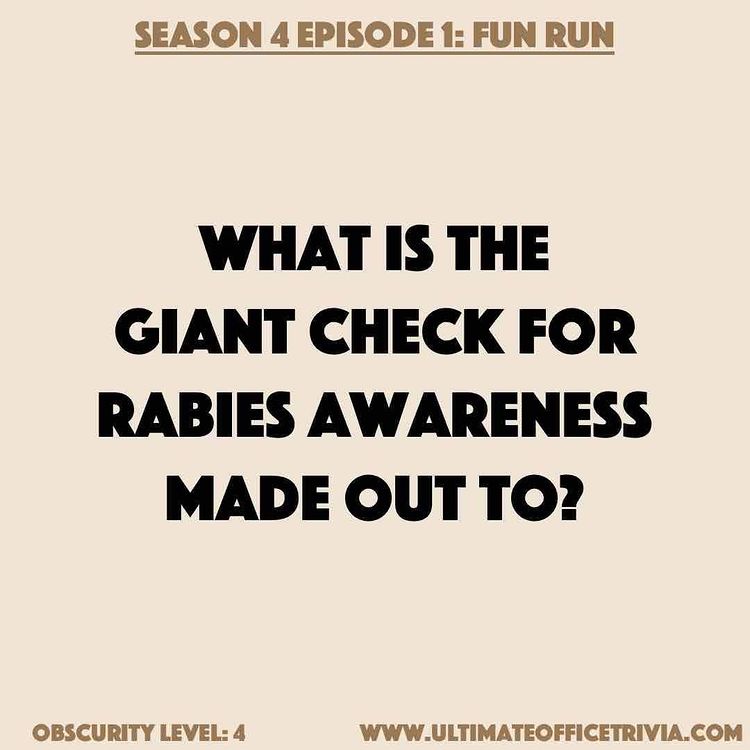 SEASON 4 EPISODE 1: FUN RUN
WHAT IS THE
GIANT CHECK FOR
RABIES AWARENESS
MADE OUT TO?
OBSCURITY LEVEL: 4
WWW.ULTIMATEOFFICETRIVIA.COM